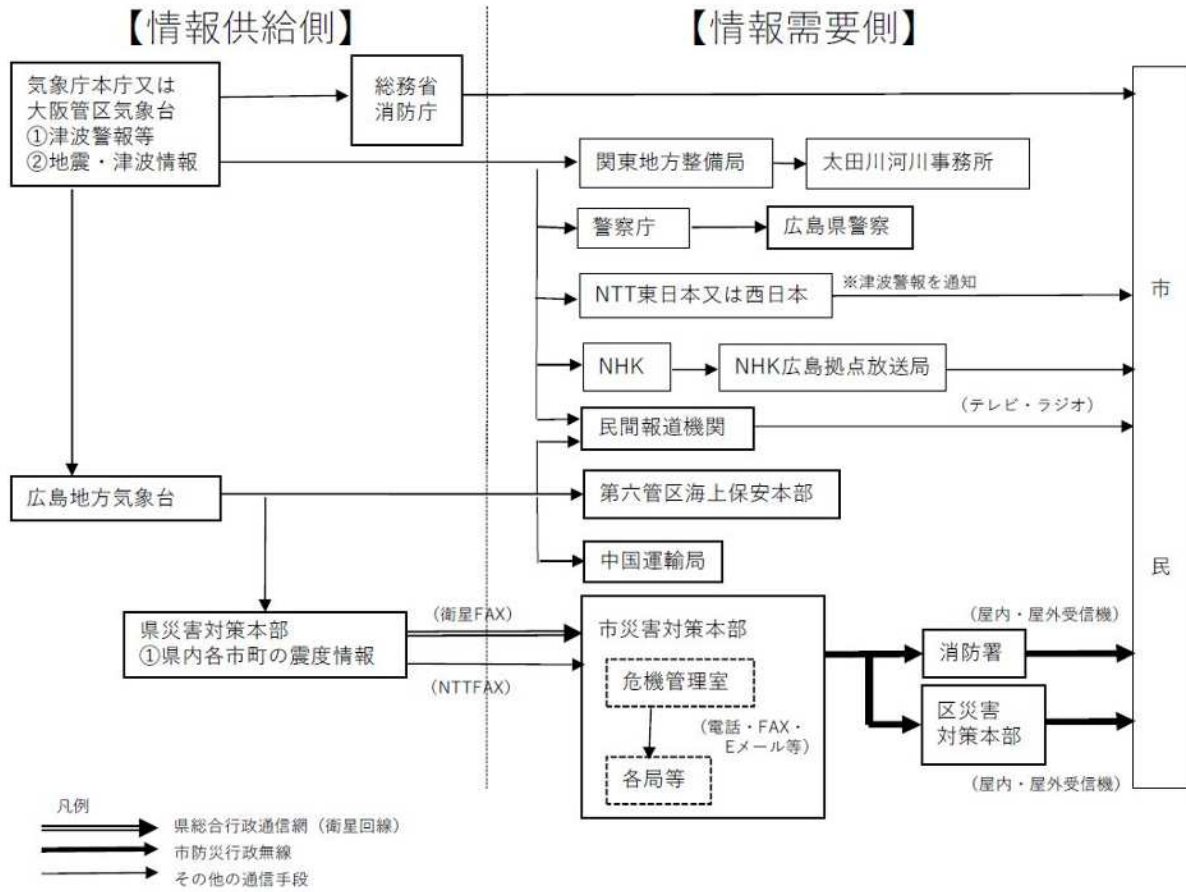 【情報供給側】
【情報需要側】
気象庁本庁又は
大阪管区気象台
①津波警報等
②地震・津波情報
総務省
消防庁
関東地方整備局
太田川河川事務所
警察庁
広島県警察
NTT東日本又は西日本
※津波警報を通知
NHK
NHK広島拠点放送局
民間報道機関
（テレビ・ラジオ）
広島地方気象台
第六管区海上保安本部
中国運輸局
市
民
県災害対策本部
①県内各市町の震度情報
（衛星FAX）
（NTTFAX）
市災害対策本部
危機管理室
（電話・FAX・
Eメール等）
各局等
（屋内・屋外受信機）
消防署
区災害
対策本部
（屋内・屋外受信機）
凡例
県総合行政通信網（衛星回線）
市防災行政無線
その他の通信手段